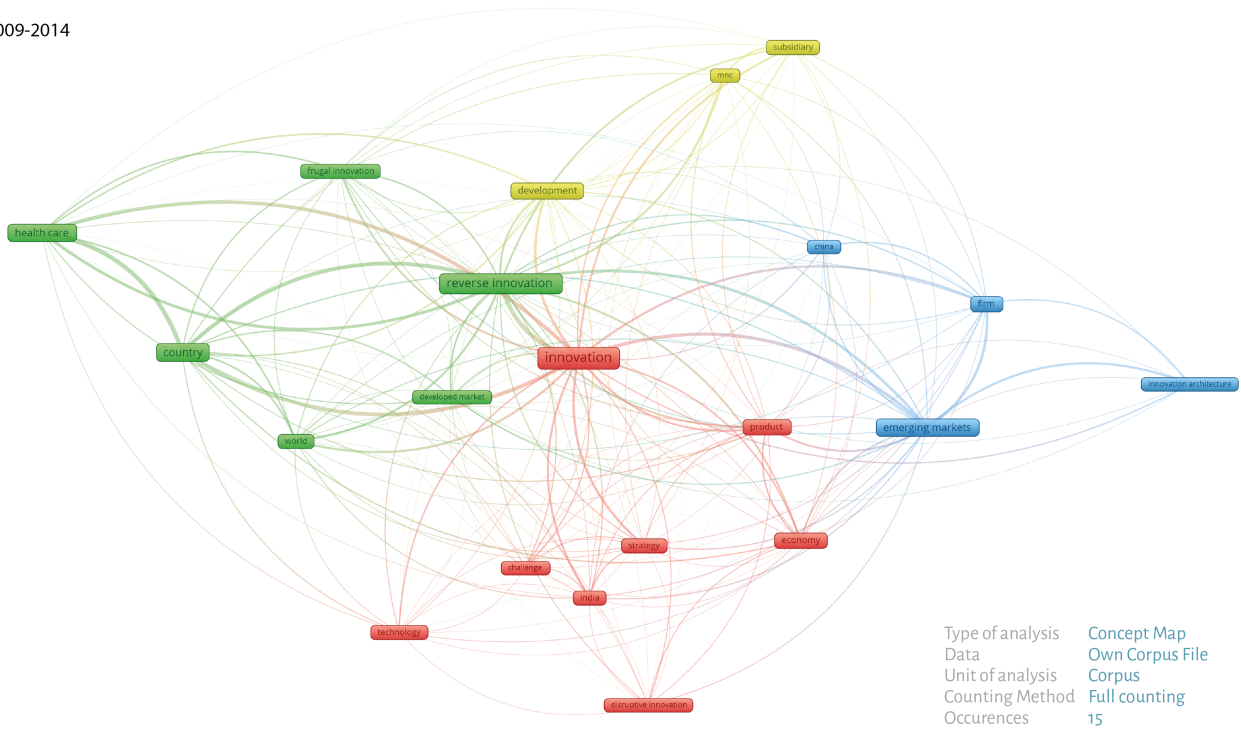 009-2014
subsidiary
mnc
frugal innovation
development
health care
china
reverse innovation
firm
country
innovation
innovation architecture
developed market
product
emerging markets
world
strategy
economy
challenge
india
technology
disruptive innovation
Type of analysis Concept Map
Data Own Corpus File
Unit of analysis Corpus
Counting Method Full counting
Occurences 15